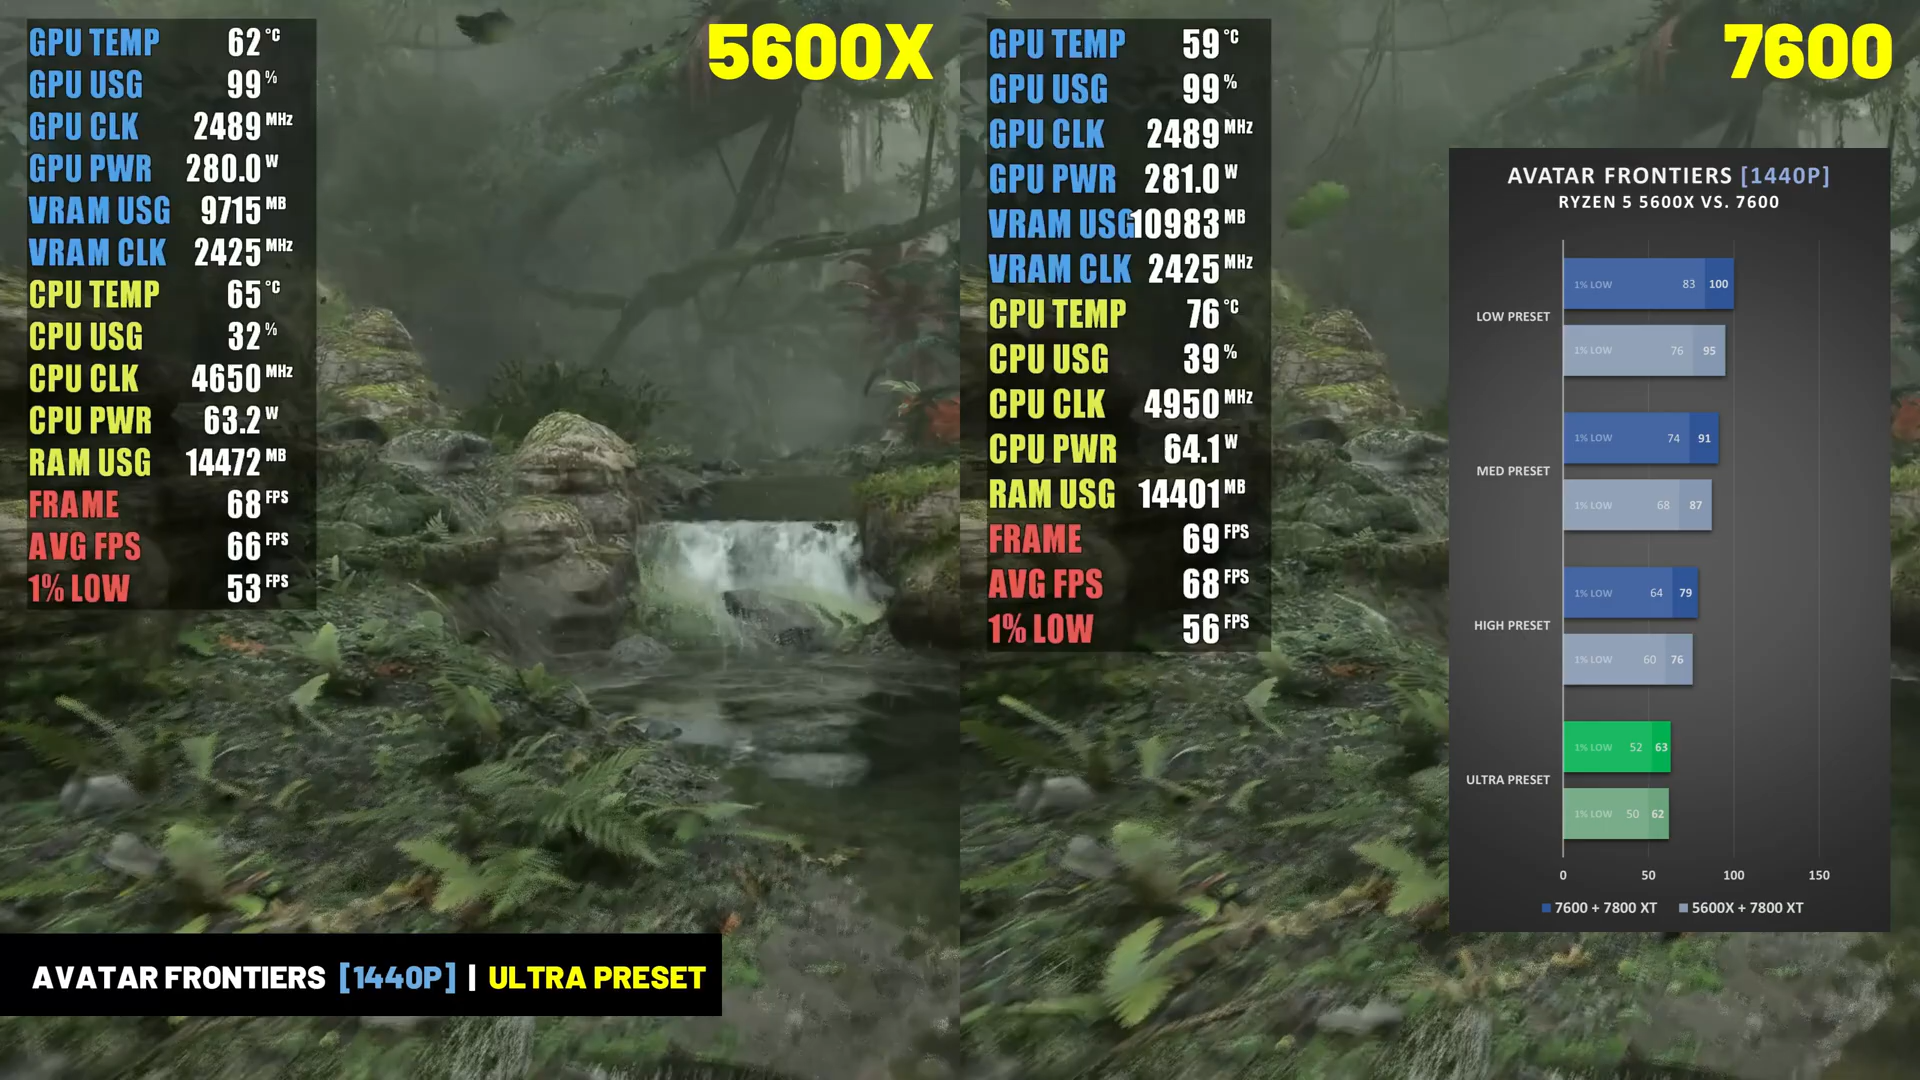 5600X
GPU TEMP 62 °C
GPU USG 99 %
GPU CLK 2489 MHz
GPU PWR 280.0 W
VRAM USG 9715 MB
VRAM CLK 2425 MHz
CPU TEMP 65 °C
CPU USG 32 %
CPU CLK 4650 MHz
CPU PWR 63.2 W
RAM USG 14472 MB
FRAME 68 FPS
AVG FPS 66 FPS
1% LOW 53 FPS
AVATAR FRONTIERS [1440P] | ULTRA PRESET
7600
GPU TEMP 59 °C
GPU USG 99 %
GPU CLK 2489 MHz
GPU PWR 281.0 W
VRAM USG 10983 MB
VRAM CLK 2425 MHz
CPU TEMP 76 °C
CPU USG 39 %
CPU CLK 4950 MHz
CPU PWR 64.1 W
RAM USG 14401 MB
FRAME 69 FPS
AVG FPS 68 FPS
1% LOW 56 FPS
AVATAR FRONTIERS [1440P]
RYZEN 5 5600X VS. 7600
1% LOW 83 100
LOW PRESET
1% LOW 76 95
1% LOW 74 91
MED PRESET
1% LOW 68 87
1% LOW 64 79
HIGH PRESET
1% LOW 60 76
1% LOW 52 63
ULTRA PRESET
1% LOW 50 62
0 50 100 150
7600 + 7800 XT 5600X + 7800 XT